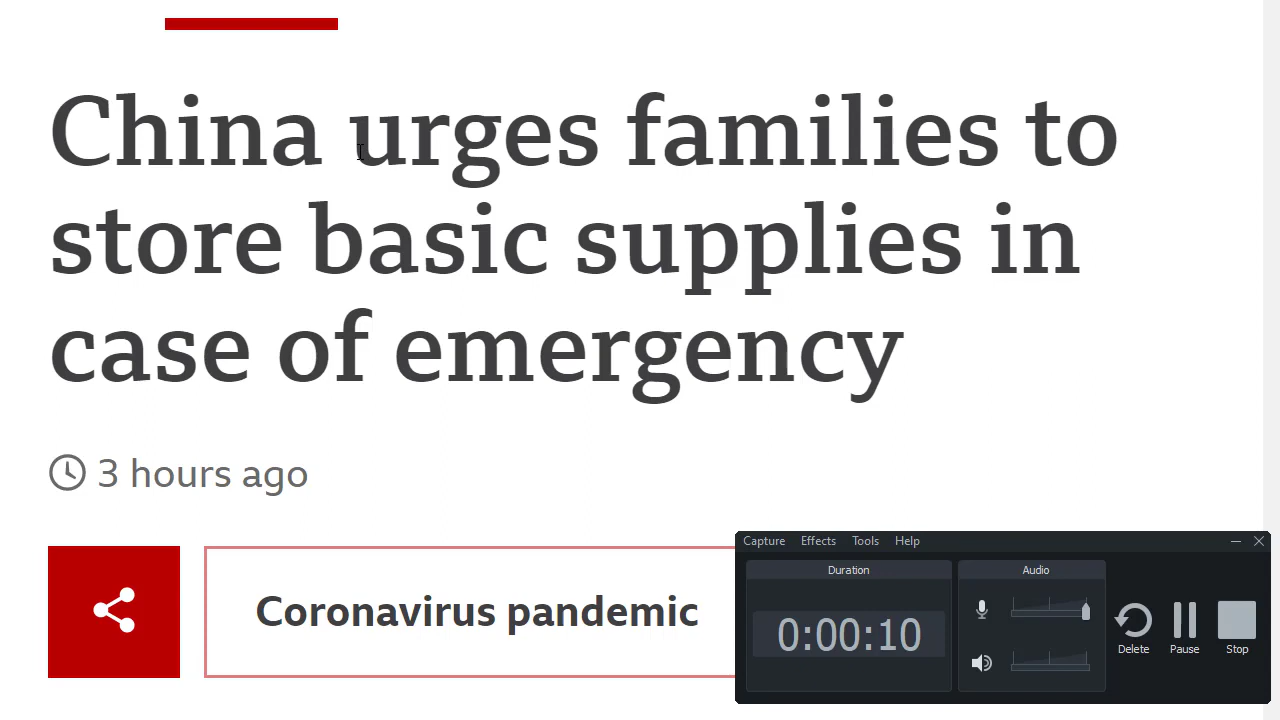 China urges families to
store basic supplies in
case of emergency
3 hours ago
Coronavirus pandemic
Capture Effects Tools Help
Duration Audio
0:00:10
Delete Pause Stop